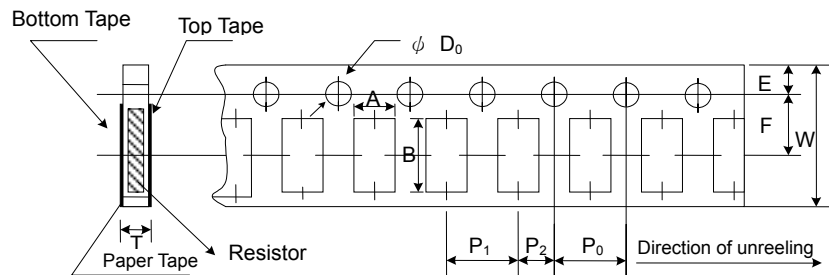 Bottom Tape
Top Tape
ψ D₀
A
B
E
F
W
T
Paper Tape
Resistor
P₁
P₂
P₀
Direction of unreeling